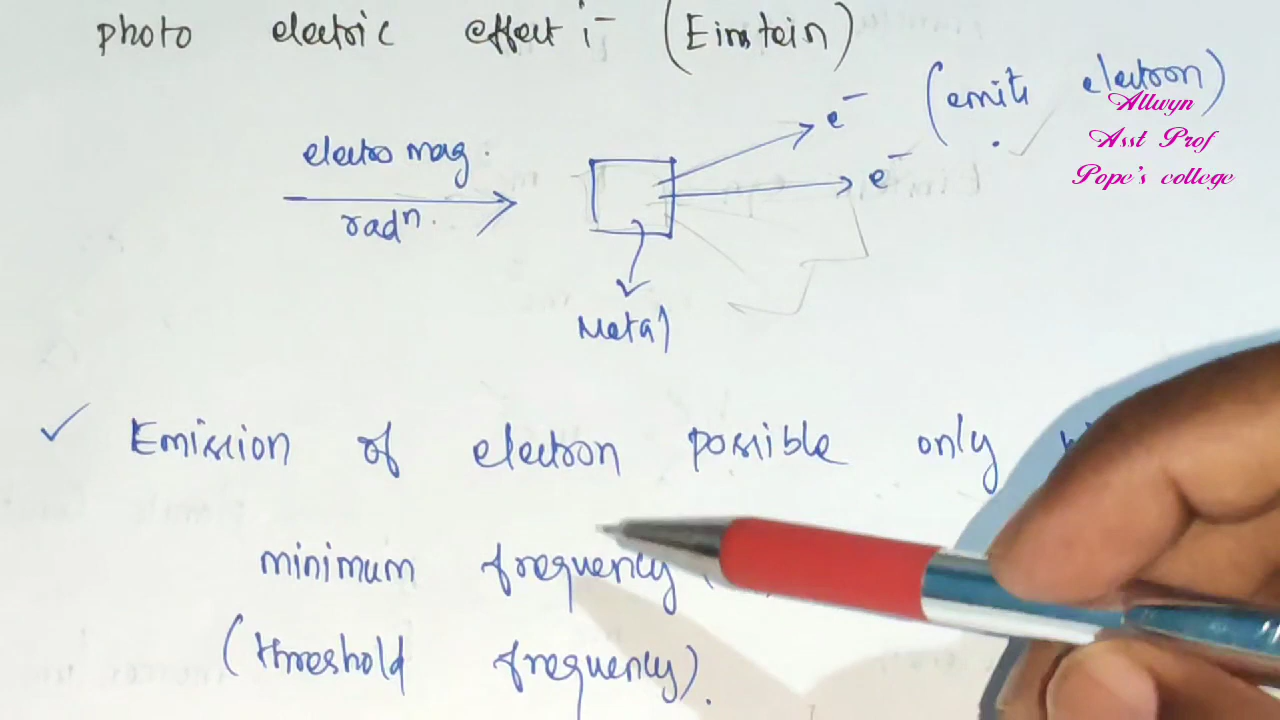 photo electric effect :- (Einstein)
(emits electron)
Allwyn
Asst Prof
Pope's college
electro mag.
radⁿ.
e⁻
e⁻
Metal
✓ Emission of electron possible only
minimum frequency
(threshold frequency).